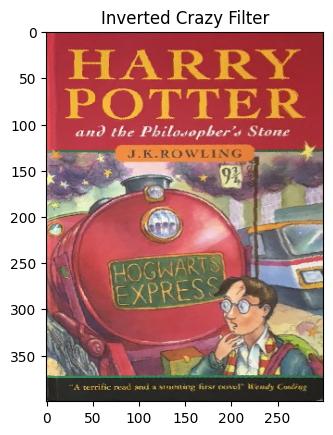 Inverted Crazy Filter
0
50
100
150
200
250
300
350
HARRY
POTTER
and the Philosopher's Stone
J.K.ROWLING
9¾
HOGWARTS
EXPRESS
"A terrific read and a stunning first novel" Wendy Cooling
0 50 100 150 200 250